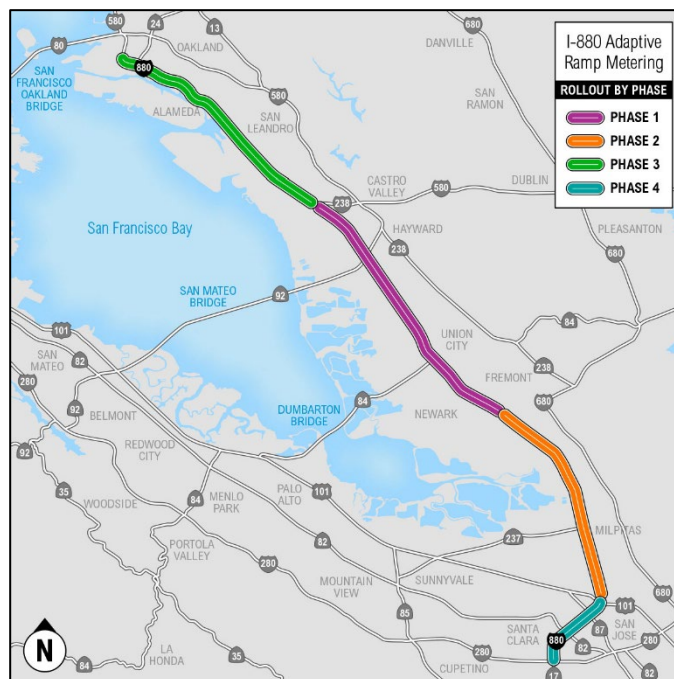 I-880 Adaptive
Ramp Metering
ROLLOUT BY PHASE
PHASE 1
PHASE 2
PHASE 3
PHASE 4
580
24
13
80
OAKLAND
DANVILLE
880
SAN
FRANCISCO
OAKLAND
BRIDGE
580
SAN
RAMON
ALAMEDA
SAN
LEANDRO
CASTRO
VALLEY
580
DUBLIN
238
680
PLEASANTON
San Francisco Bay
HAYWARD
238
680
SAN MATEO
BRIDGE
92
101
84
UNION
CITY
SAN
MATEO
82
238
280
FREMONT
680
92
BELMONT
DUMBARTON
BRIDGE
84
NEWARK
REDWOOD
CITY
92
35
WOODSIDE
84
MENLO
PARK
PALO
ALTO
101
MILPITAS
PORTOLA
VALLEY
82
237
280
MOUNTAIN
VIEW
SUNNYVALE
680
85
101
SANTA
CLARA
880
87
SAN
JOSE
280
82
N
LA
HONDA
84
35
CUPETINO
280
17
82